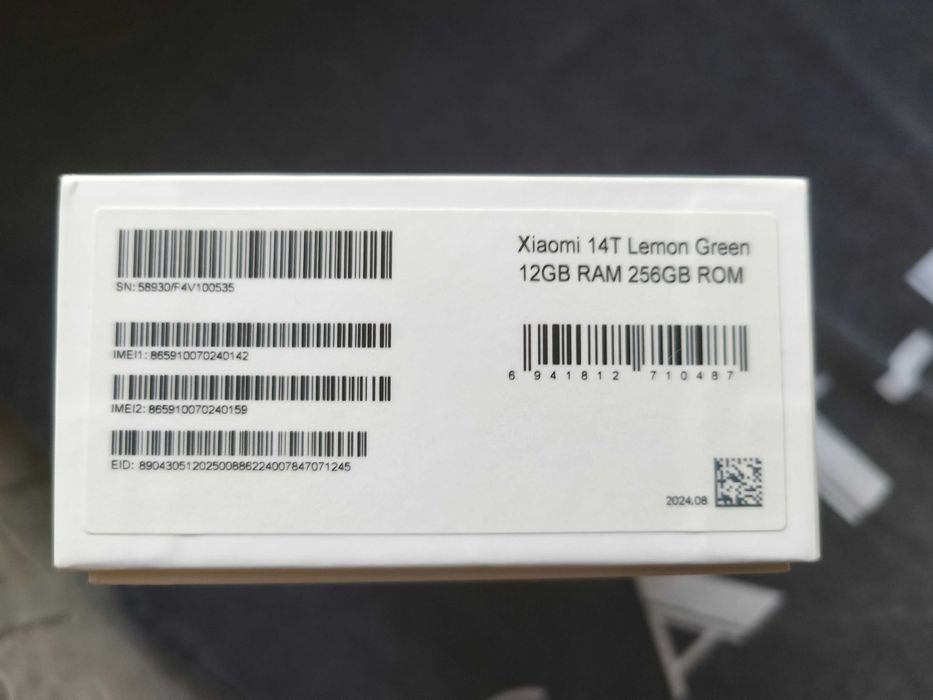 SN: 58930/F4V100535
IMEI1: 865910070240142
IMEI2: 865910070240159
EID: 89043051202500886224007847071245
Xiaomi 14T Lemon Green
12GB RAM 256GB ROM
6 941812 710487
2024.08